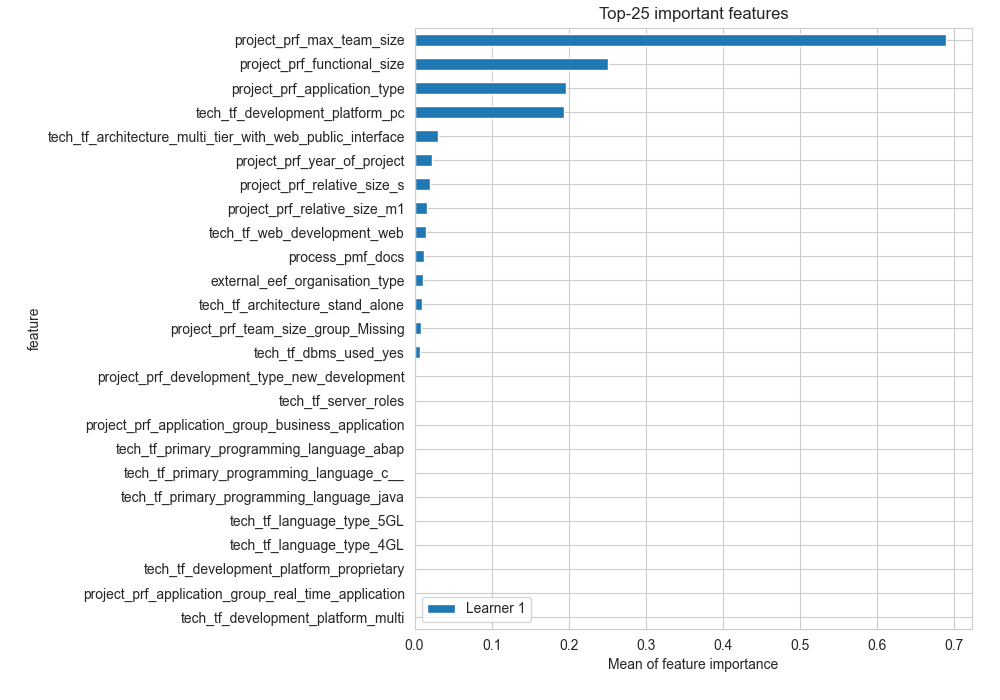 Top-25 important features
project_prf_max_team_size
project_prf_functional_size
project_prf_application_type
tech_tf_development_platform_pc
tech_tf_architecture_multi_tier_with_web_public_interface
project_prf_year_of_project
project_prf_relative_size_s
project_prf_relative_size_m1
tech_tf_web_development_web
process_pmf_docs
external_eef_organisation_type
tech_tf_architecture_stand_alone
project_prf_team_size_group_Missing
tech_tf_dbms_used_yes
project_prf_development_type_new_development
tech_tf_server_roles
project_prf_application_group_business_application
tech_tf_primary_programming_language_abap
tech_tf_primary_programming_language_c__
tech_tf_primary_programming_language_java
tech_tf_language_type_5GL
tech_tf_language_type_4GL
tech_tf_development_platform_proprietary
project_prf_application_group_real_time_application
tech_tf_development_platform_multi
feature
Learner 1
0.0 0.1 0.2 0.3 0.4 0.5 0.6 0.7
Mean of feature importance